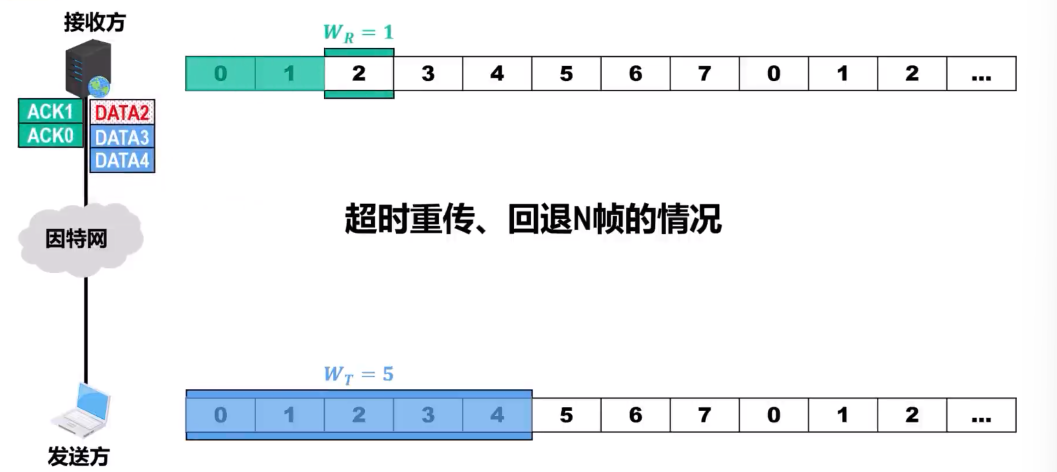 接收方
W_R = 1
0 1 2 3 4 5 6 7 0 1 2 ...
ACK1 DATA2
ACK0 DATA3
DATA4
超时重传、回退N帧的情况
因特网
W_T = 5
0 1 2 3 4 5 6 7 0 1 2 ...
发送方